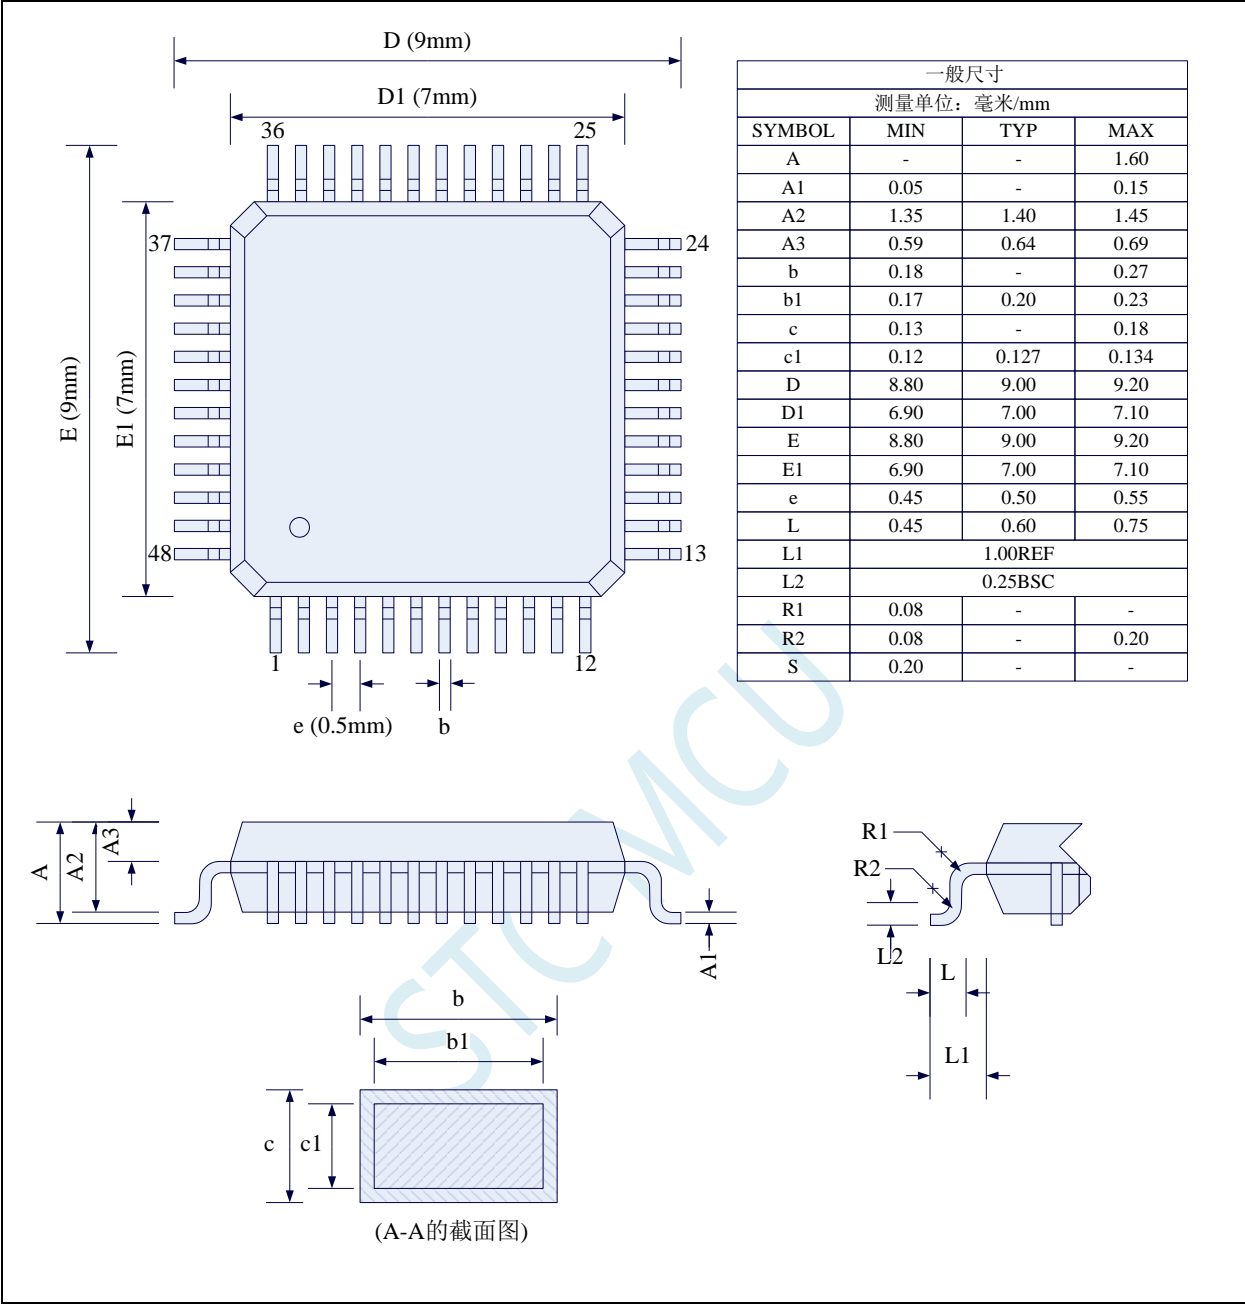 D (9mm)
D1 (7mm)
36
25
37
24
48
13
1
12
E (9mm)
E1 (7mm)
e (0.5mm)
b
一般尺寸
测量单位：毫米/mm
SYMBOL MIN TYP MAX
A - - 1.60
A1 0.05 - 0.15
A2 1.35 1.40 1.45
A3 0.59 0.64 0.69
b 0.18 - 0.27
b1 0.17 0.20 0.23
c 0.13 - 0.18
c1 0.12 0.127 0.134
D 8.80 9.00 9.20
D1 6.90 7.00 7.10
E 8.80 9.00 9.20
E1 6.90 7.00 7.10
e 0.45 0.50 0.55
L 0.45 0.60 0.75
L1 1.00REF
L2 0.25BSC
R1 0.08 - -
R2 0.08 - 0.20
S 0.20 - -
STC MCU
A
A2
A3
A1
R1
R2
L2
L
L1
b
b1
c
c1
(A-A的截面图)